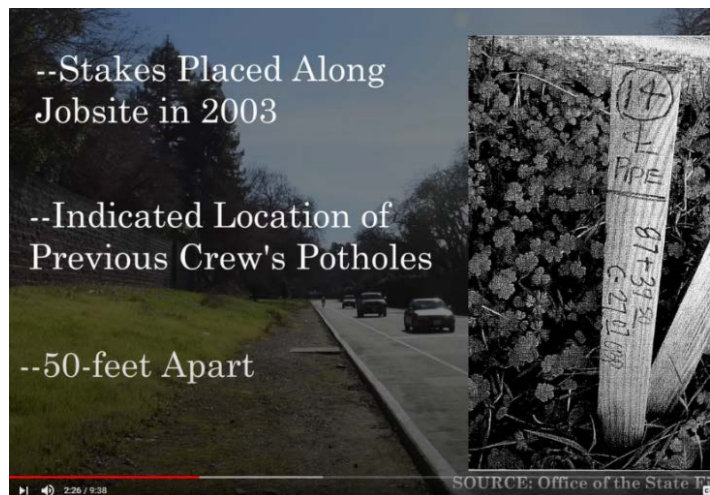 --Stakes Placed Along
Jobsite in 2003
--Indicated Location of
Previous Crew's Potholes
--50-feet Apart
14
PIPE
SOURCE: Office of the State Fi
2:26 / 9:38